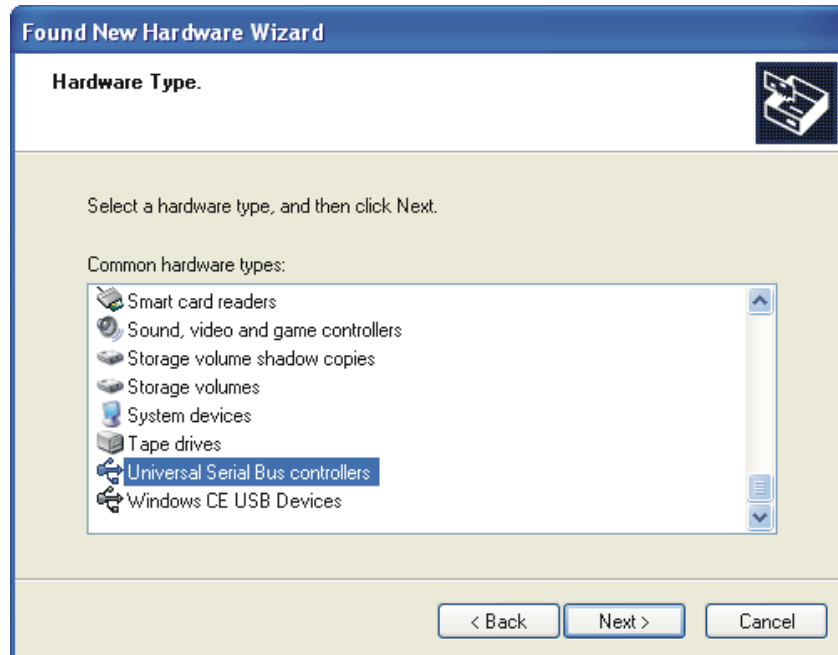 Found New Hardware Wizard
Hardware Type.
Select a hardware type, and then click Next.
Common hardware types:
Smart card readers
Sound, video and game controllers
Storage volume shadow copies
Storage volumes
System devices
Tape drives
Universal Serial Bus controllers
Windows CE USB Devices
< Back Next > Cancel